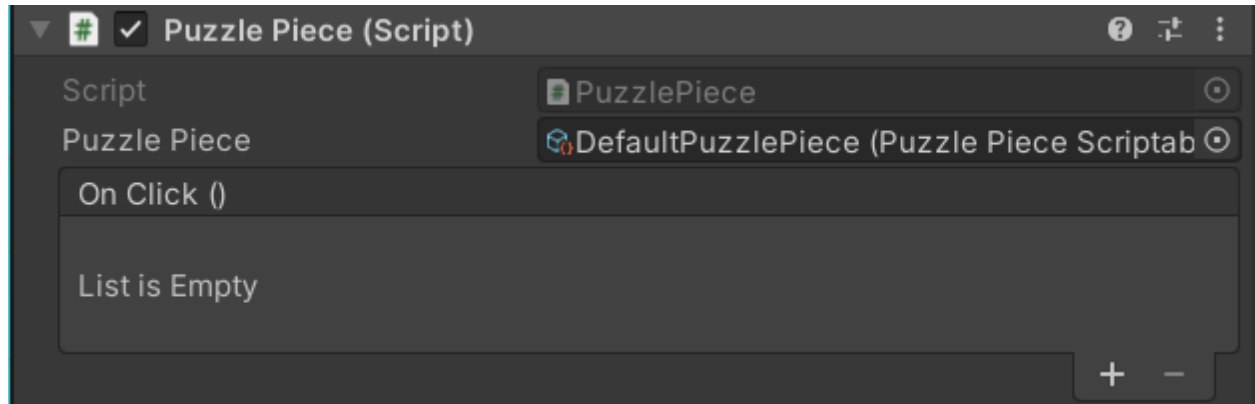 Puzzle Piece (Script)
Script PuzzlePiece
Puzzle Piece DefaultPuzzlePiece (Puzzle Piece Scriptab
On Click ()
List is Empty